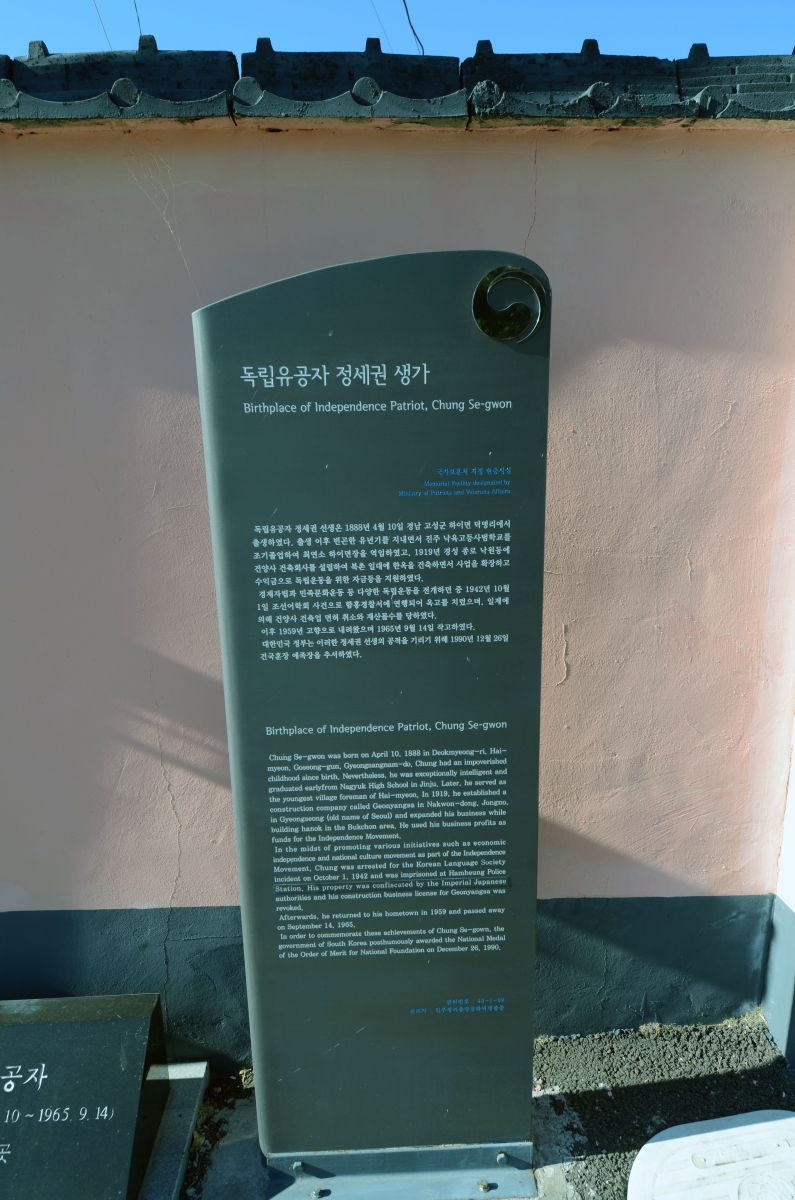 독립유공자 정세권 생가
Birthplace of Independence Patriot, Chung Se-gwon
국가보훈처 지정 현충시설
Memorial Facility designated by
Ministry of Patriots and Veterans Affairs
독립유공자 정세권 선생은 1888년 4월 10일 경남 고성군 하이면 덕명리에서
출생하였다. 출생 이후 빈곤한 유년기를 지내면서 진주 낙육고등사범학교를
조기졸업하여 최연소 하이면장을 역임하였고, 1919년 경성 종로 낙원동에
건양사 건축회사를 설립하여 북촌 일대에 한옥을 건축하면서 사업을 확장하고
수익금으로 독립운동을 위한 자금등을 지원하였다.
경제자립과 민족문화운동 등 다양한 독립운동을 전개하던 중 1942년 10월
1일 조선어학회 사건으로 함흥경찰서에 연행되어 옥고를 치렀으며, 일제에
의해 건양사 건축업 면허 취소와 재산몰수를 당하였다.
이후 1959년 고향으로 내려왔으며 1965년 9월 14일 작고하였다.
대한민국 정부는 이러한 정세권 선생의 공적을 기리기 위해 1990년 12월 26일
건국훈장 애족장을 추서하였다.
Birthplace of Independence Patriot, Chung Se-gwon
Chung Se-gwon was born on April 10, 1888 in Deokmyeong-ri, Hai-
myeon, Goseong-gun, Gyeongsangnam-do. Chung had an impoverished
childhood since birth. Nevertheless, he was exceptionally intelligent and
graduated earlyfrom Nagyuk High School in Jinju. Later, he served as
the youngest village foreman of Hai-myeon. In 1919, he established a
construction company called Geonyangsa in Nakwon-dong, Jongno,
in Gyeongseong (old name of Seoul) and expanded his business while
building hanok in the Bukchon area. He used his business profits as
funds for the Independence Movement.
In the midst of promoting various initiatives such as economic
independence and national culture movement as part of the Independence
Movement, Chung was arrested for the Korean Language Society
incident on October 1, 1942 and was imprisoned at Hamheung Police
Station. His property was confiscated by the Imperial Japanese
authorities and his construction business license for Geonyangsa was
revoked.
Afterwards, he returned to his hometown in 1959 and passed away
on September 14, 1965.
In order to commemorate these achievements of Chung Se-gown, the
government of South Korea posthumously awarded the National Medal
of the Order of Merit for National Foundation on December 26, 1990.
관리번호 :
관리자 :
공자
10~1965. 9. 14)
곳